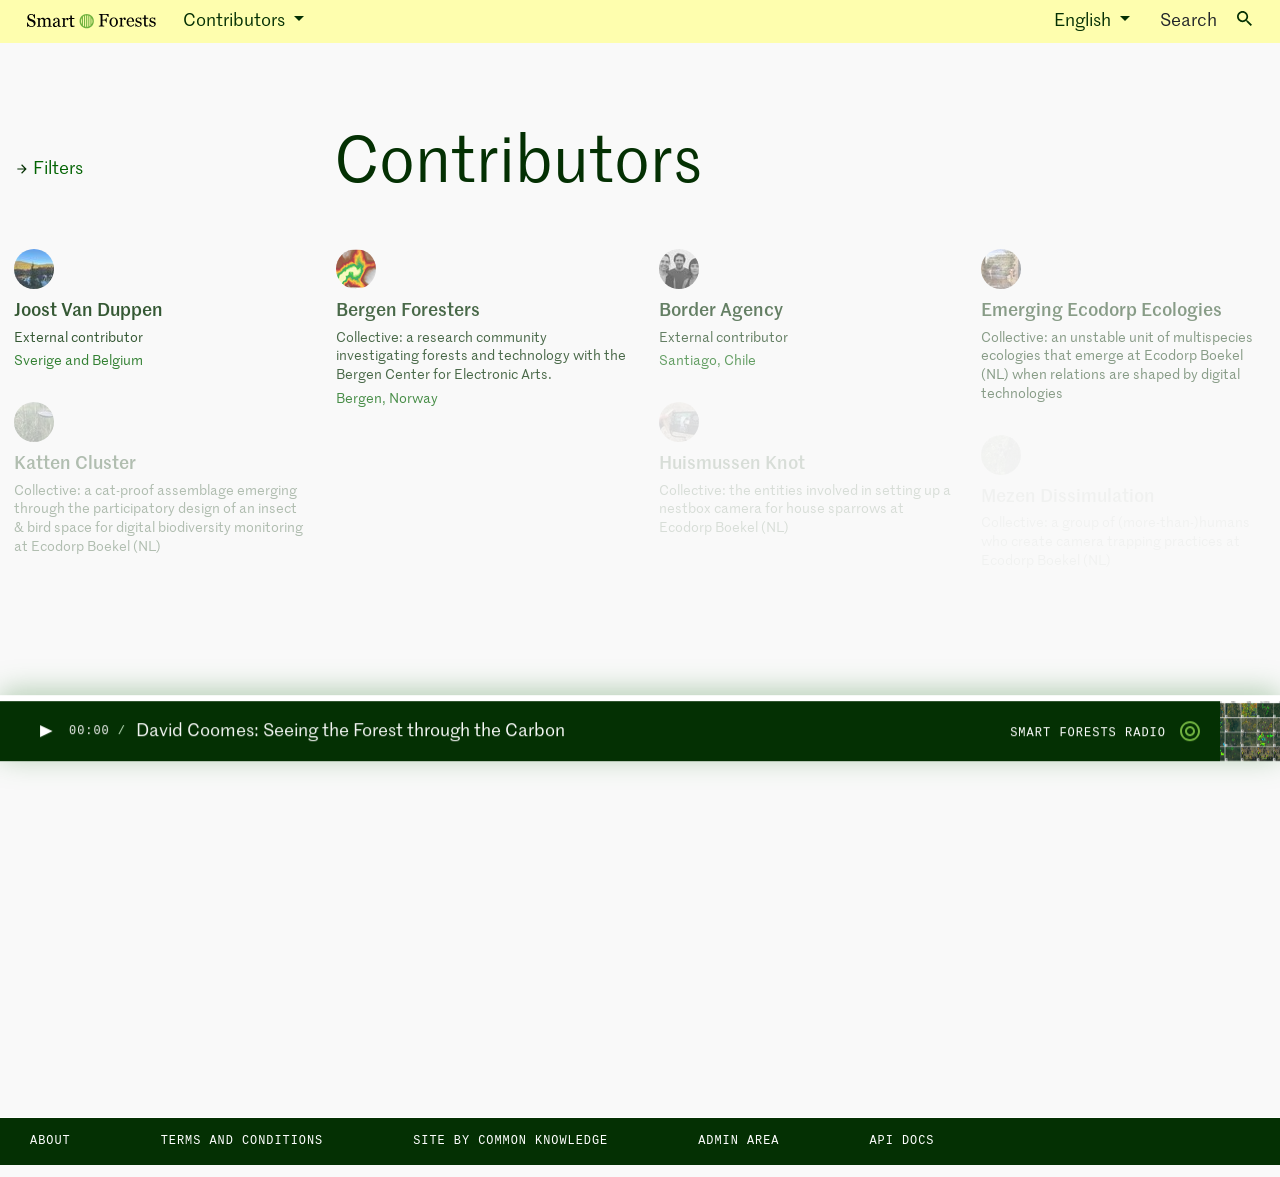 Smart Forests
Contributors
English
Search
Filters
Contributors
Joost Van Duppen
External contributor
Sverige and Belgium
Bergen Foresters
Collective: a research community
investigating forests and technology with the
Bergen Center for Electronic Arts.
Bergen, Norway
Border Agency
External contributor
Santiago, Chile
Emerging Ecodorp Ecologies
Collective: an unstable unit of multispecies
ecologies that emerge at Ecodorp Boekel
(NL) when relations are shaped by digital
technologies
Katten Cluster
Collective: a cat-proof assemblage emerging
through the participatory design of an insect
& bird space for digital biodiversity monitoring
at Ecodorp Boekel (NL)
Huismussen Knot
Collective: the entities involved in setting up a
nestbox camera for house sparrows at
Ecodorp Boekel (NL)
Mezen Dissimulation
Collective: a group of (more-than-)humans
who create camera trapping practices at
Ecodorp Boekel (NL)
00:00 / David Coomes: Seeing the Forest through the Carbon
SMART FORESTS RADIO
ABOUT
TERMS AND CONDITIONS
SITE BY COMMON KNOWLEDGE
ADMIN AREA
API DOCS